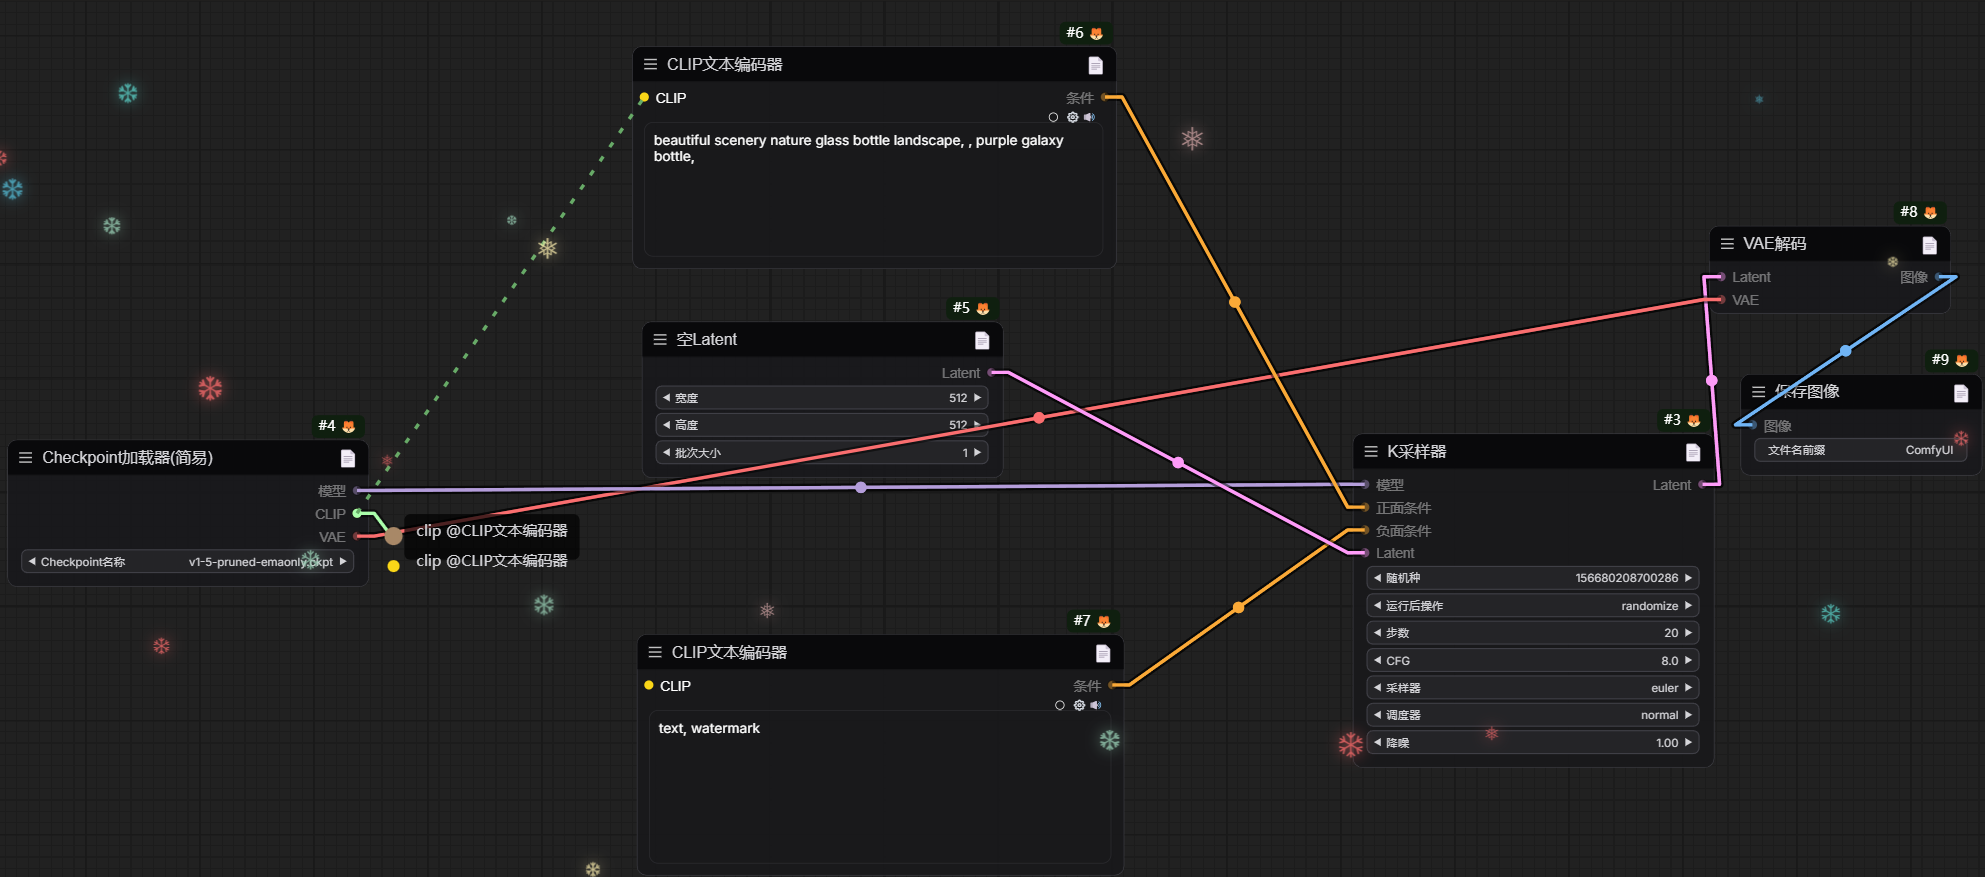 #6
CLIP文本编码器
CLIP
条件
beautiful scenery nature glass bottle landscape, , purple galaxy
bottle,
#5
空Latent
Latent
宽度 512
高度 512
批次大小 1
#4
Checkpoint加载器(简易)
模型
CLIP
VAE
Checkpoint名称 v1-5-pruned-emaonly.ckpt
clip @CLIP文本编码器
clip @CLIP文本编码器
#7
CLIP文本编码器
CLIP
条件
text, watermark
#3
K采样器
模型
Latent
正面条件
负面条件
Latent
随机种 156680208700286
运行后操作 randomize
步数 20
CFG 8.0
采样器 euler
调度器 normal
降噪 1.00
#8
VAE解码
Latent
图像
VAE
#9
保存图像
图像
文件名前缀 ComfyUI